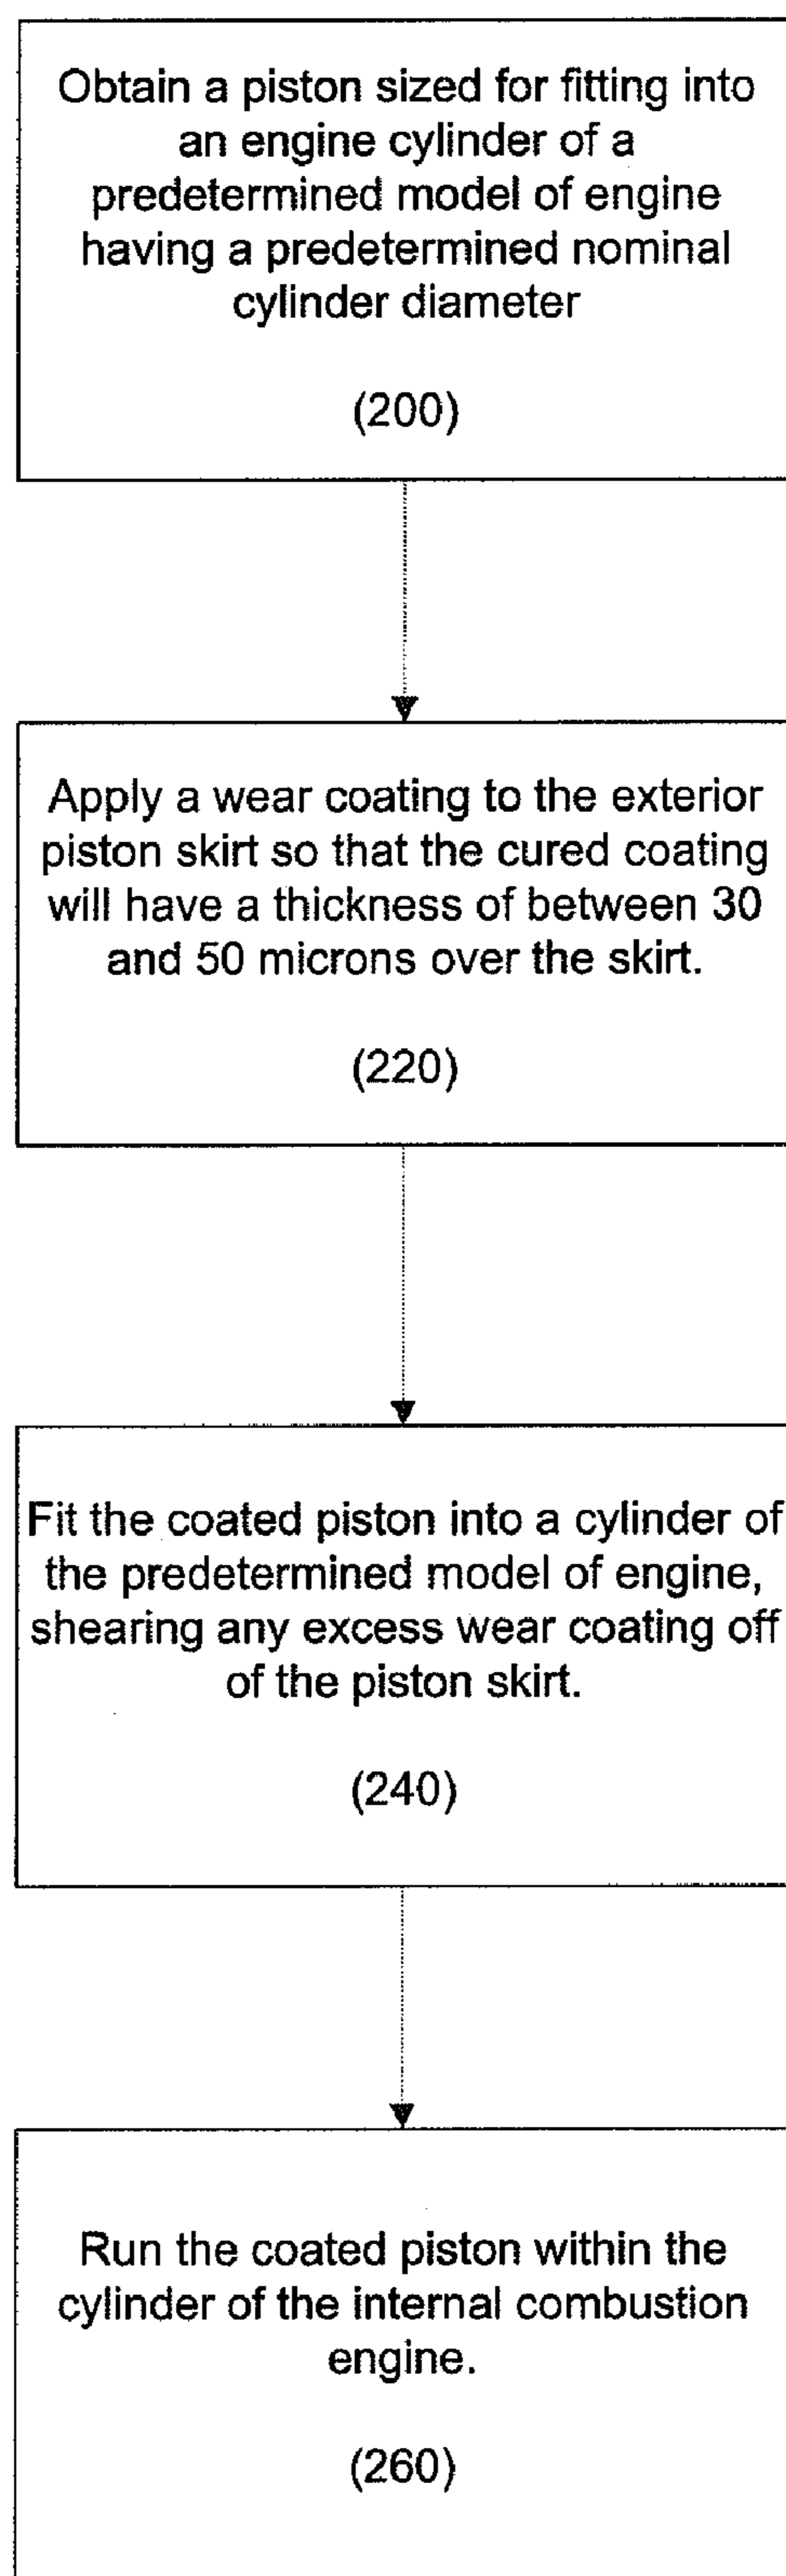 Obtain a piston sized for fitting into
an engine cylinder of a
predetermined model of engine
having a predetermined nominal
cylinder diameter
(200)
Apply a wear coating to the exterior
piston skirt so that the cured coating
will have a thickness of between 30
and 50 microns over the skirt.
(220)
Fit the coated piston into a cylinder of
the predetermined model of engine,
shearing any excess wear coating off
of the piston skirt.
(240)
Run the coated piston within the
cylinder of the internal combustion
engine.
(260)